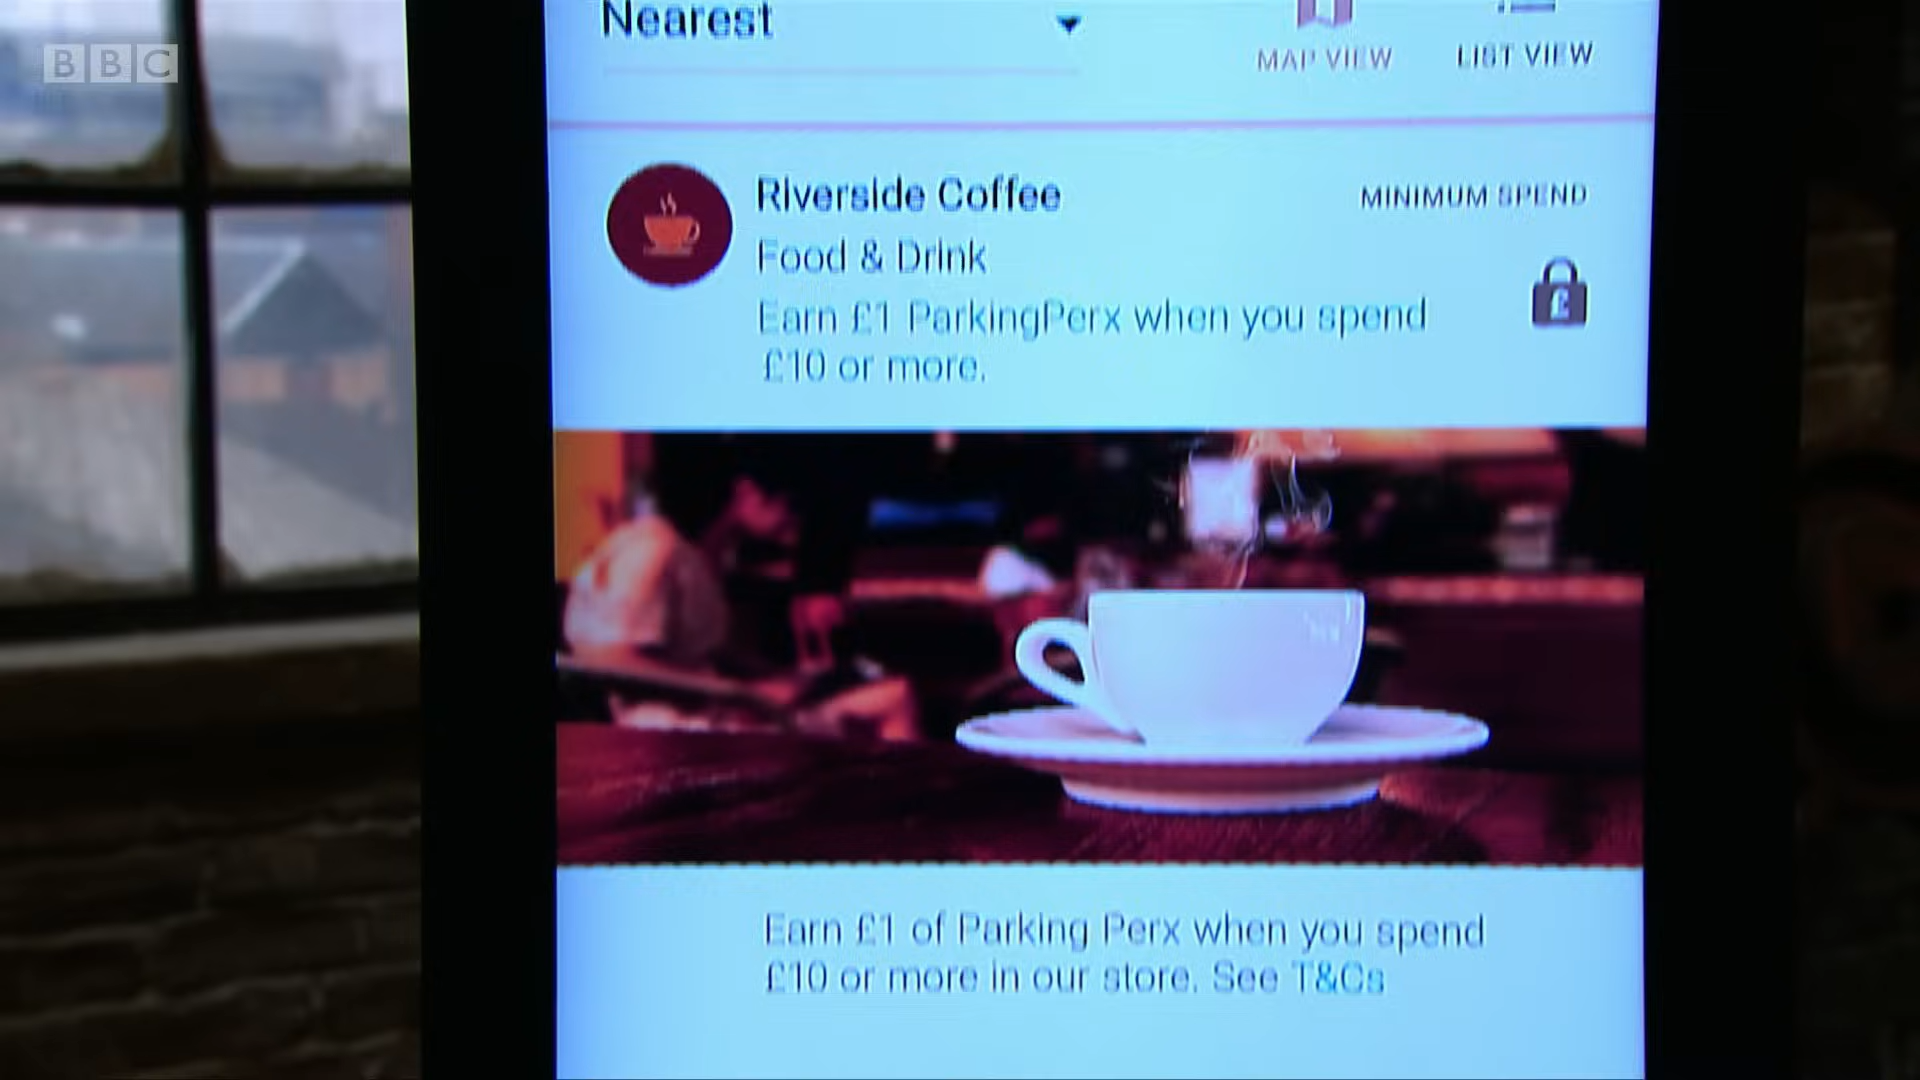 BBC
Nearest
MAP VIEW
LIST VIEW
Riverside Coffee
MINIMUM SPEND
Food & Drink
£
Earn £1 ParkingPerx when you spend
£10 or more.
Earn £1 of Parking Perx when you spend
£10 or more in our store. See T&Cs